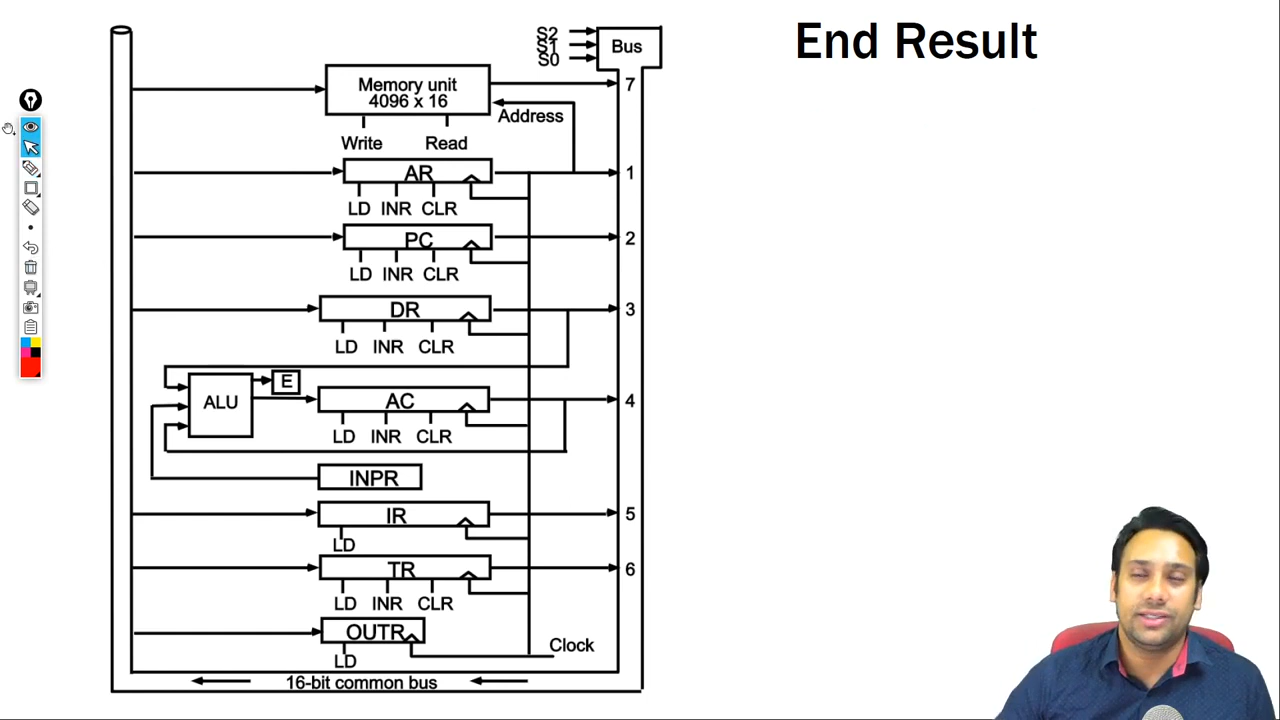 End Result
S2
S1
S0
Bus
Memory unit
4096 x 16
7
Address
Write Read
AR
1
LD INR CLR
PC
2
LD INR CLR
DR
3
LD INR CLR
E
ALU
AC
4
LD INR CLR
INPR
IR
5
LD
TR
6
LD INR CLR
OUTR
Clock
LD
16-bit common bus